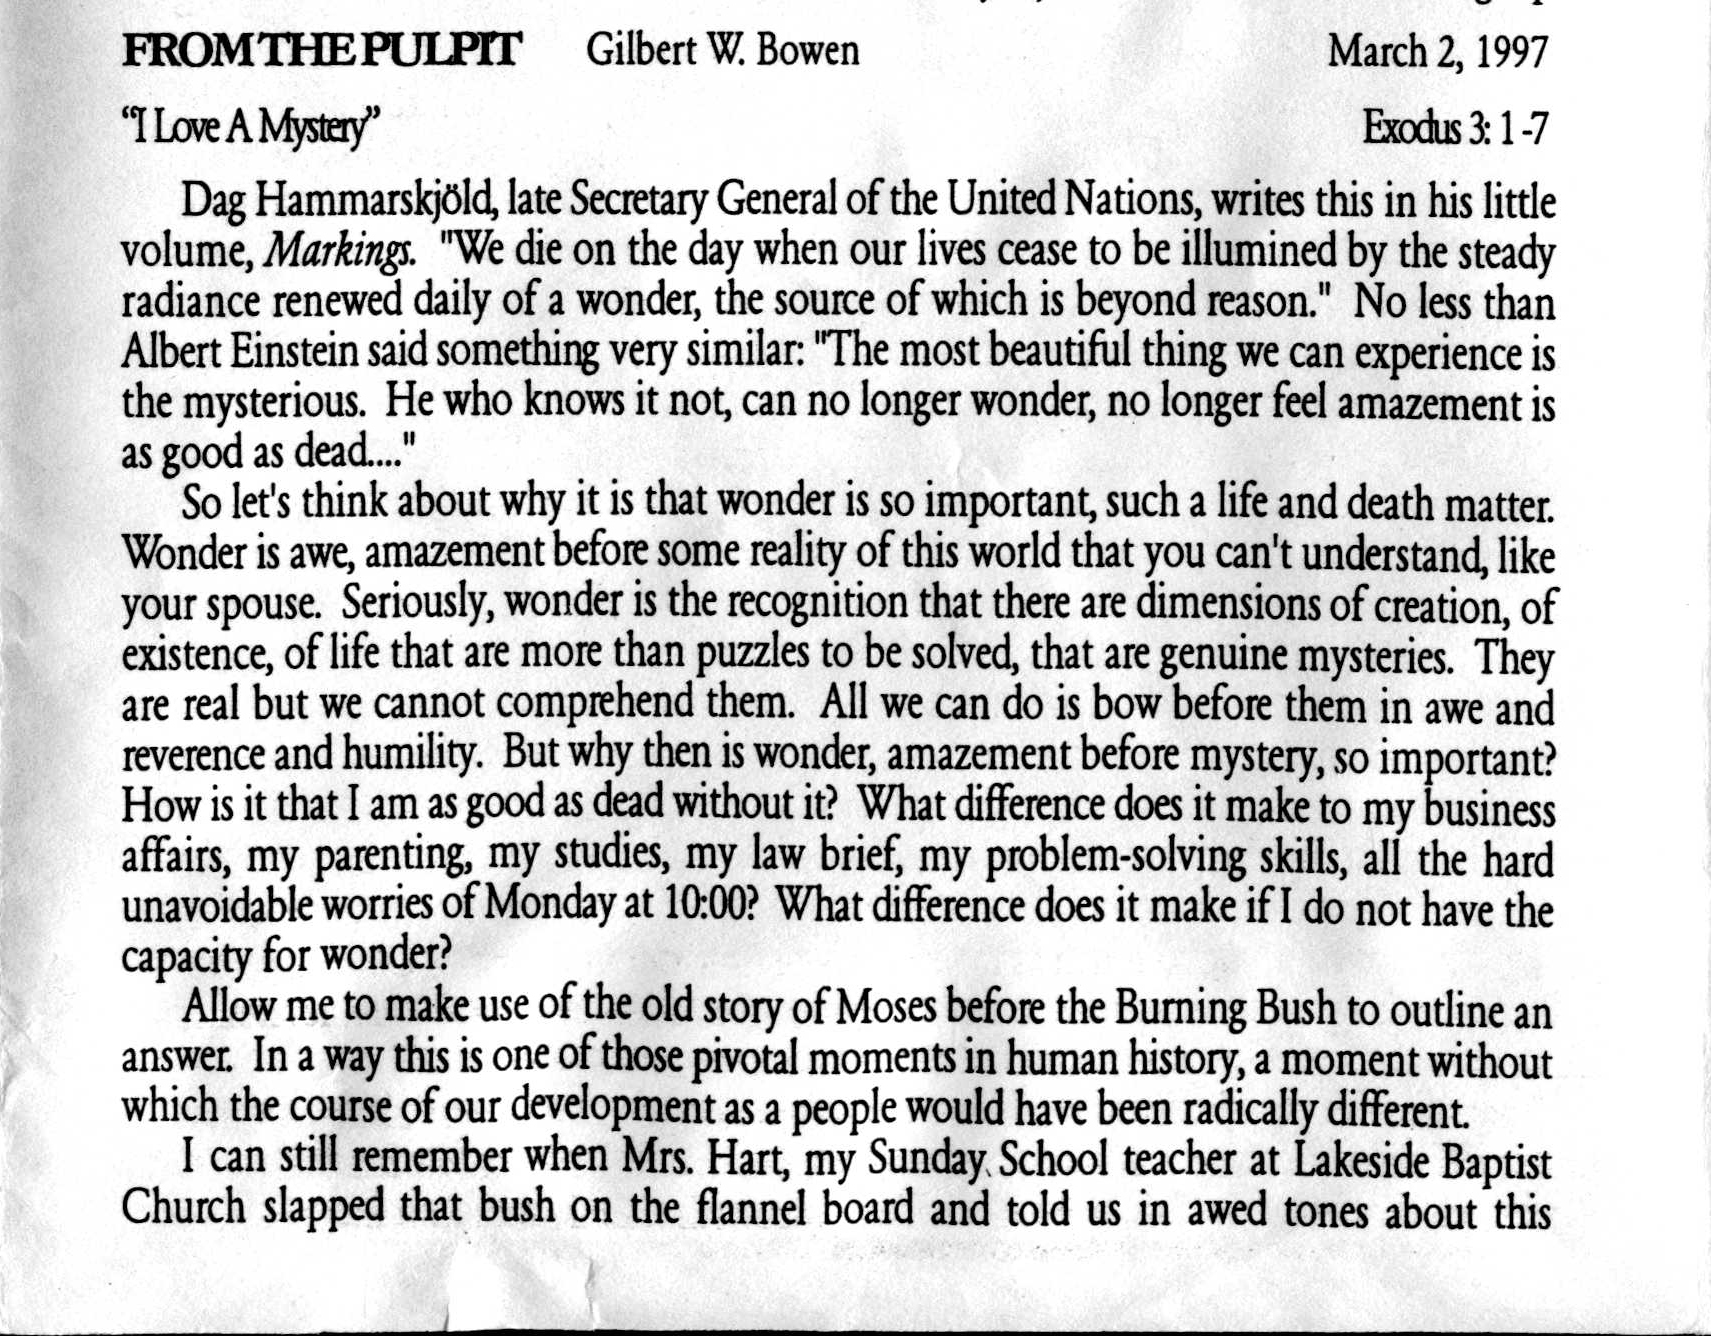 FROM THE PULPIT Gilbert W. Bowen March 2, 1997
“I Love A Mystery” Exodus 3: 1-7
Dag Hammarskjöld, late Secretary General of the United Nations, writes this in his little
volume, Markings. "We die on the day when our lives cease to be illumined by the steady
radiance renewed daily of a wonder, the source of which is beyond reason." No less than
Albert Einstein said something very similar: "The most beautiful thing we can experience is
the mysterious. He who knows it not, can no longer wonder, no longer feel amazement is
as good as dead...."
So let's think about why it is that wonder is so important, such a life and death matter.
Wonder is awe, amazement before some reality of this world that you can't understand, like
your spouse. Seriously, wonder is the recognition that there are dimensions of creation, of
existence, of life that are more than puzzles to be solved, that are genuine mysteries. They
are real but we cannot comprehend them. All we can do is bow before them in awe and
reverence and humility. But why then is wonder, amazement before mystery, so important?
How is it that I am as good as dead without it? What difference does it make to my business
affairs, my parenting, my studies, my law brief, my problem-solving skills, all the hard
unavoidable worries of Monday at 10:00? What difference does it make if I do not have the
capacity for wonder?
Allow me to make use of the old story of Moses before the Burning Bush to outline an
answer. In a way this is one of those pivotal moments in human history, a moment without
which the course of our development as a people would have been radically different.
I can still remember when Mrs. Hart, my Sunday School teacher at Lakeside Baptist
Church slapped that bush on the flannel board and told us in awed tones about this